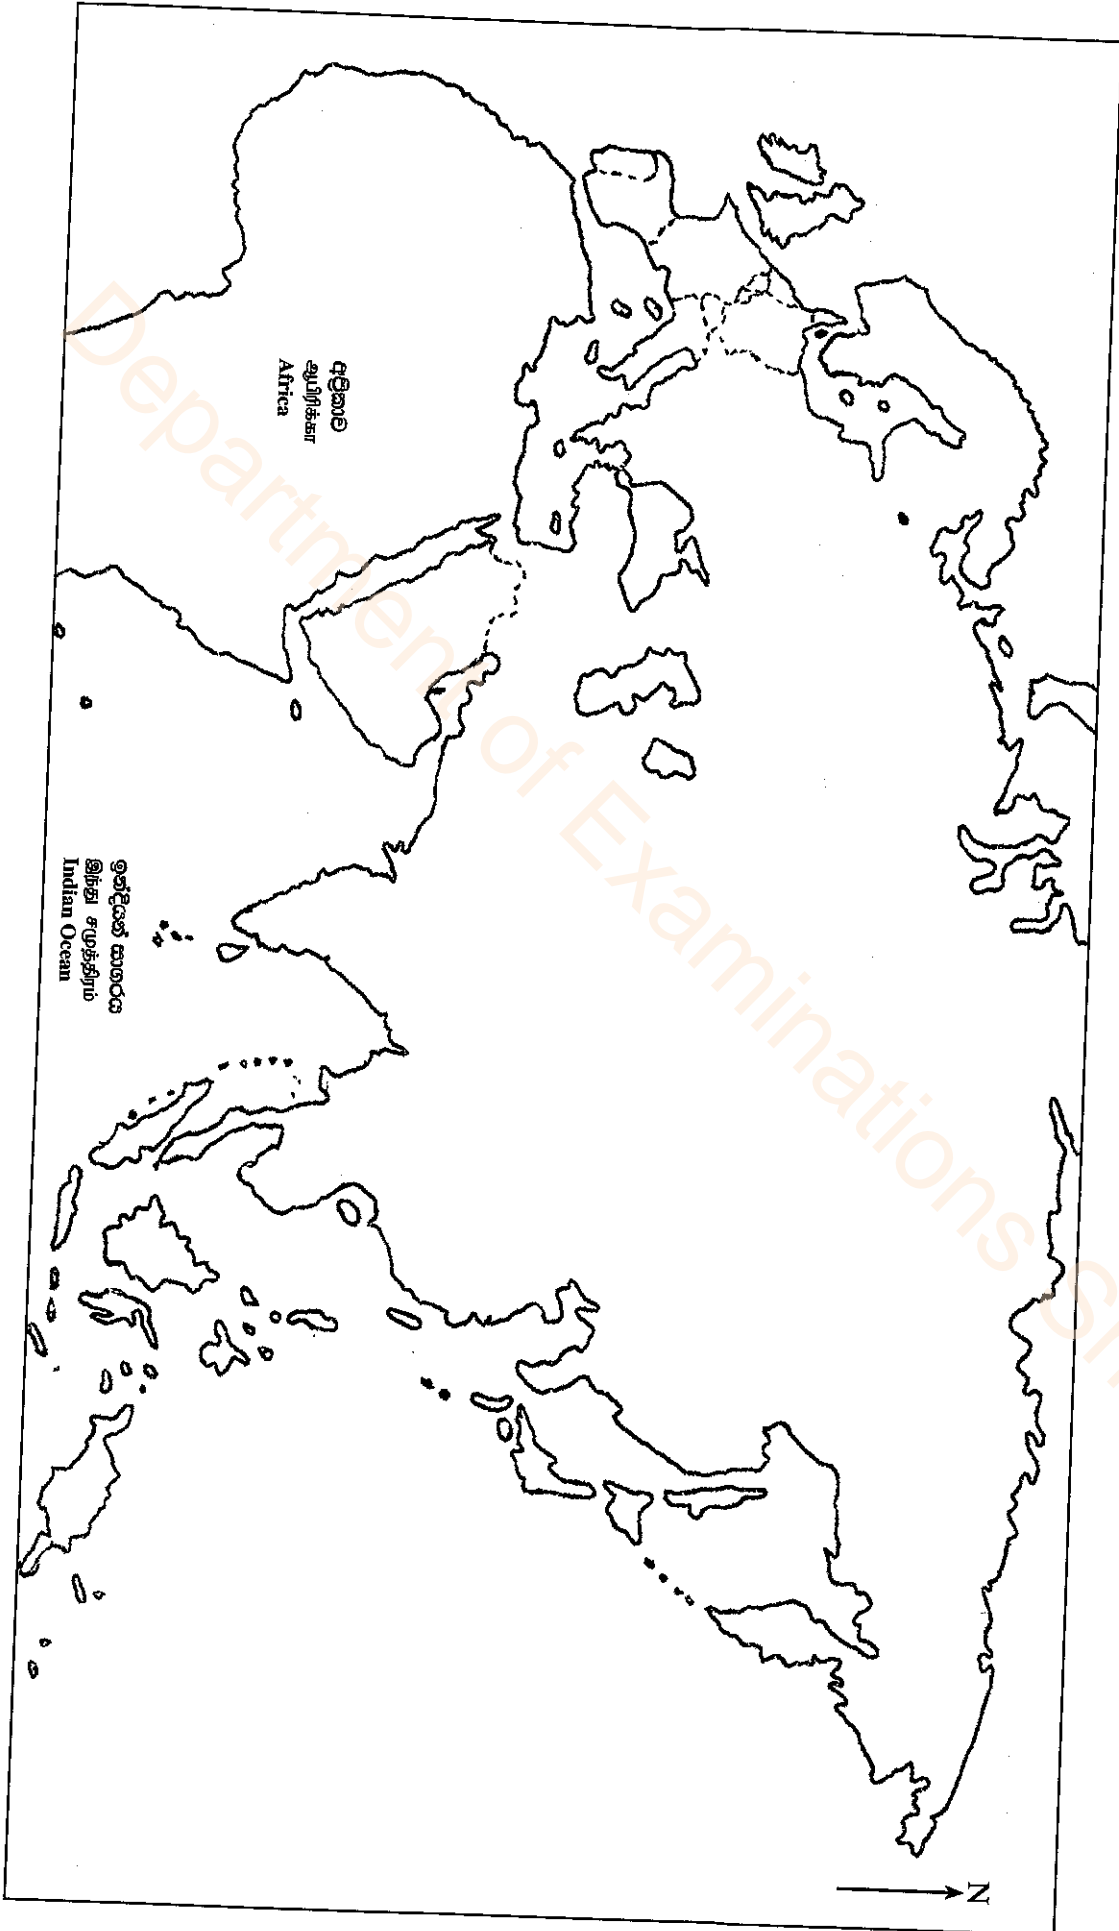 අප්‍රිකාව
ஆபிரிக்கா
Africa
ඉන්දියන් සාගරය
இந்து சமுத்திரம்
Indian Ocean
N
Department of Examinations